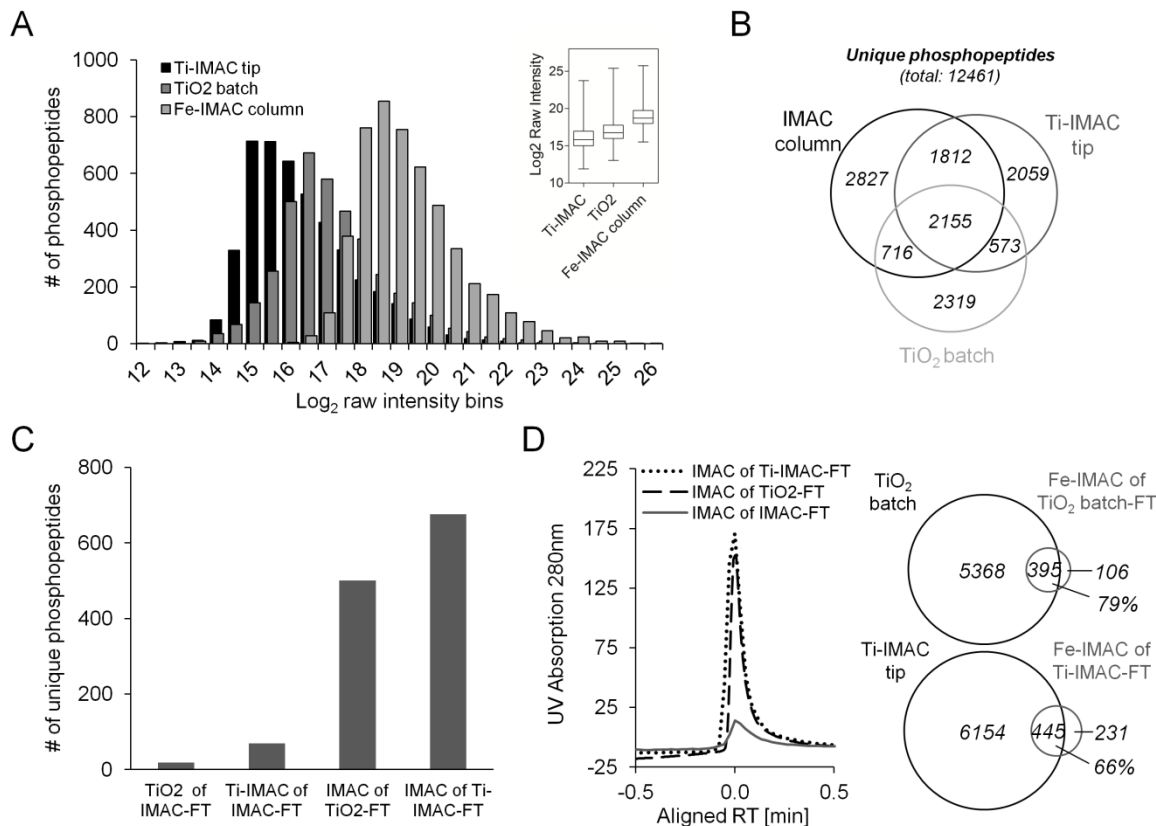 A
# of phosphopeptides
1000
800
600
400
200
0
Ti-IMAC tip
TiO2 batch
Fe-IMAC column
12 13 14 15 16 17 18 19 20 21 22 23 24 25 26
Log2 raw intensity bins
Log2 Raw Intensity
25
20
15
10
Ti-IMAC
TiO2
Fe-IMAC column
B
Unique phosphopeptides
(total: 12461)
IMAC
column
Ti-IMAC
tip
2827
1812
2059
2155
716
573
2319
TiO2 batch
C
# of unique phosphopeptides
800
600
400
200
0
TiO2 of
IMAC-FT
Ti-IMAC of
IMAC-FT
IMAC of
TiO2-FT
IMAC of Ti-
IMAC-FT
D
UV Absorption 280nm
225
175
125
75
25
-25
IMAC of Ti-IMAC-FT
IMAC of TiO2-FT
IMAC of IMAC-FT
-0.5 0.0 0.5
Aligned RT [min]
TiO2
batch
Fe-IMAC of
TiO2 batch-FT
5368
395
106
79%
Ti-IMAC
tip
Fe-IMAC of
Ti-IMAC-FT
6154
445
231
66%